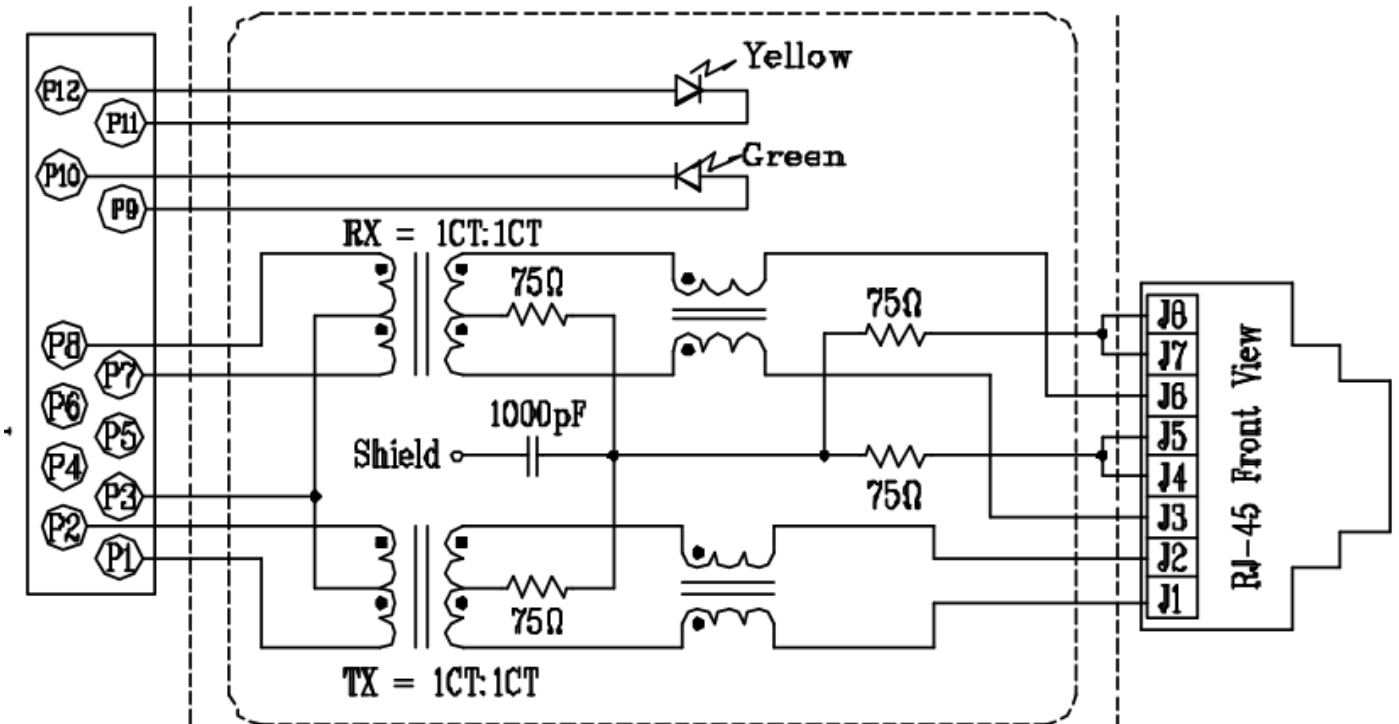 Yellow
P12
P11
Green
P10
P9
RX = 1CT:1CT
75Ω
75Ω
J8
J7
P8
P7
J6
P6
1000pF
J5
P5
Shield
J4
P4
75Ω
P3
J3
P2
J2
P1
J1
75Ω
TX = 1CT:1CT
RJ-45 Front View